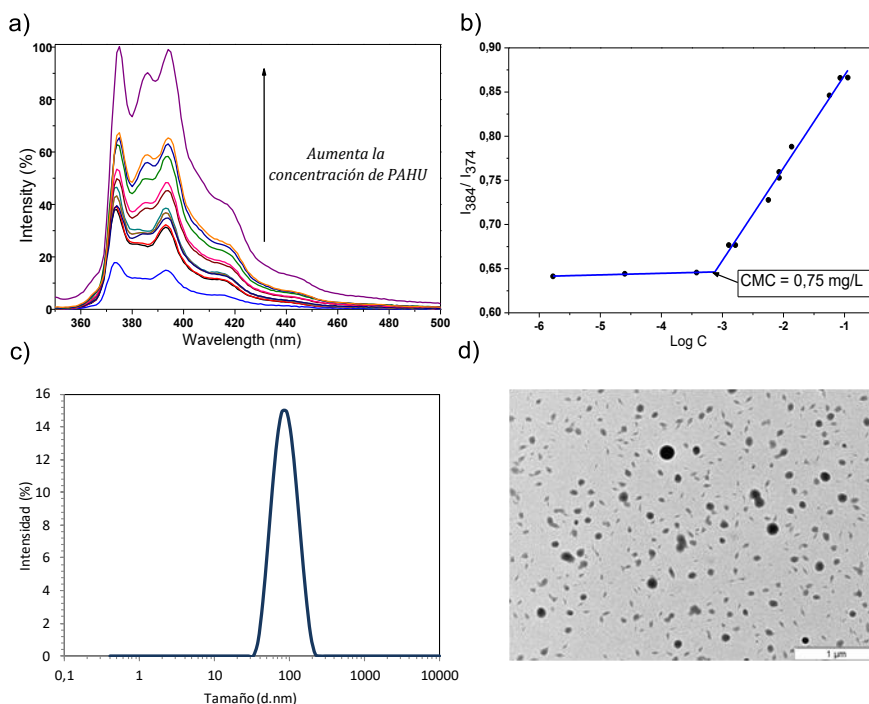 a)
100
80
60
40
20
0
Intensity (%)
Aumenta la
concentración de PAHU
360 380 400 420 440 460 480 500
Wavelength (nm)
b)
0,90
0,85
0,80
0,75
0,70
0,65
0,60
I384/ I374
CMC = 0,75 mg/L
-6 -5 -4 -3 -2 -1
Log C
c)
16
14
12
10
8
6
4
2
0
Intensidad (%)
0,1 1 10 100 1000 10000
Tamaño (d.nm)
d)
1 µm